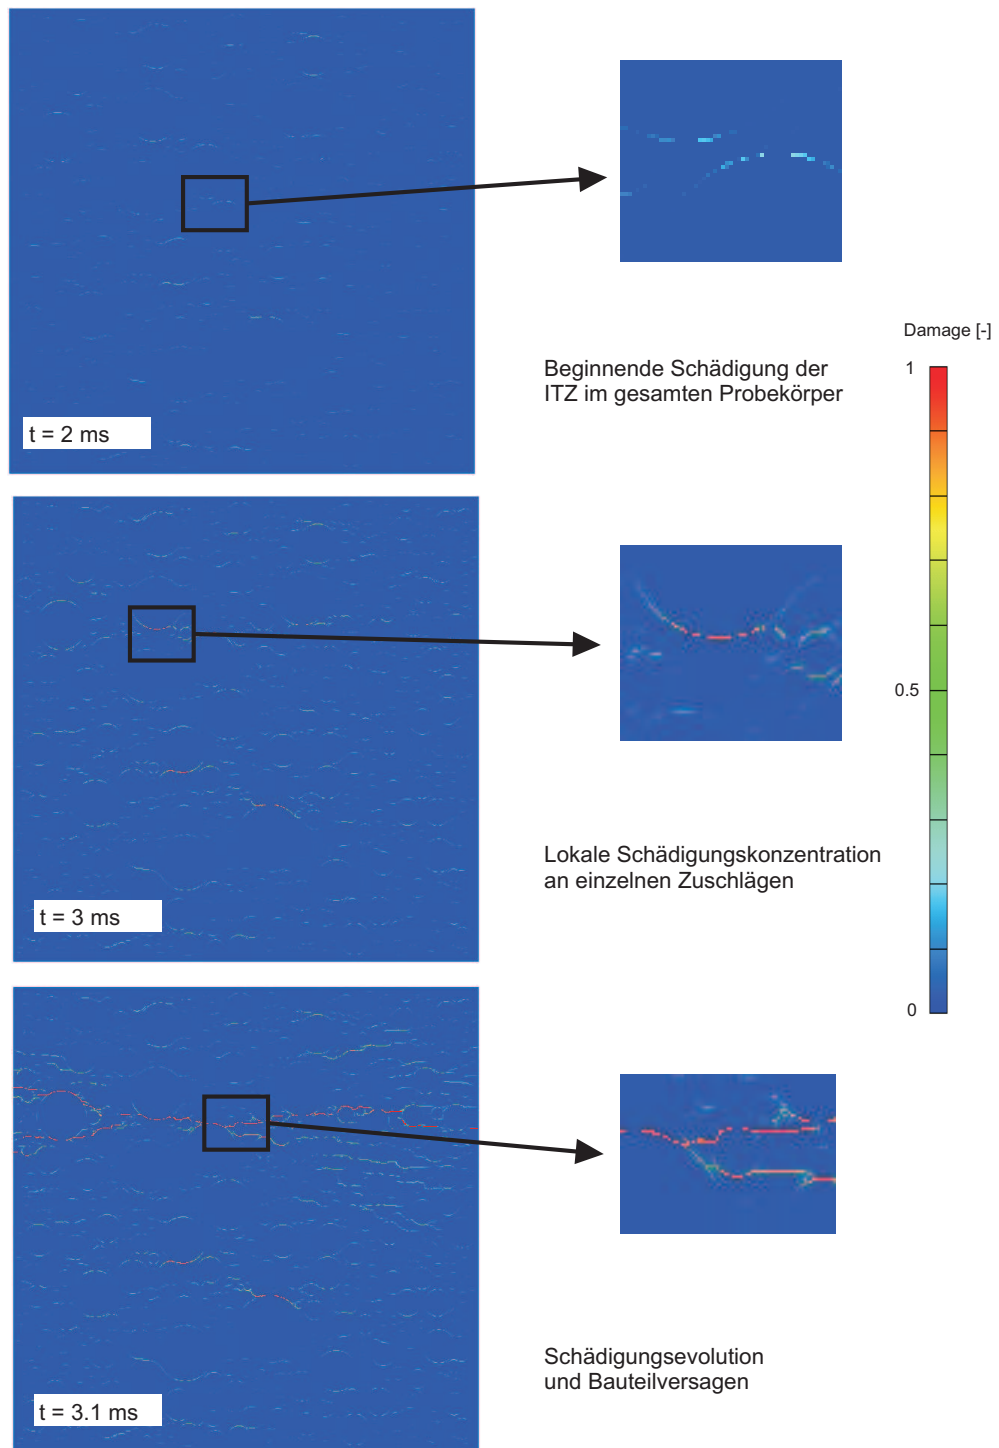 Damage [-]
1
Beginnende Schädigung der
ITZ im gesamten Probekörper
t = 2 ms
0.5
Lokale Schädigungskonzentration
an einzelnen Zuschlägen
t = 3 ms
0
Schädigungsevolution
und Bauteilversagen
t = 3.1 ms